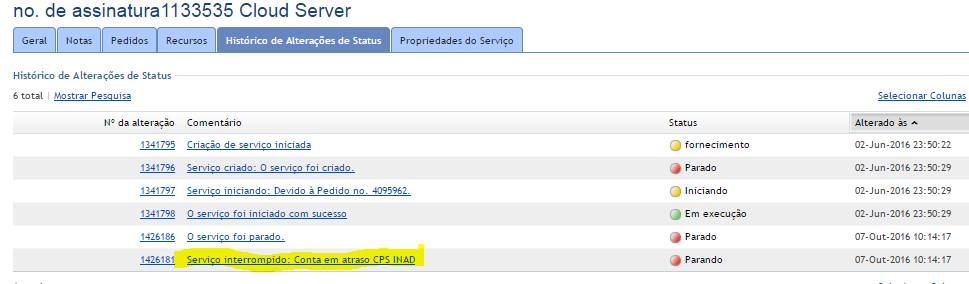 no. de assinatura1133535 Cloud Server
Geral Notas Pedidos Recursos Histórico de Alterações de Status Propriedades do Serviço
Histórico de Alterações de Status
6 total | Mostrar Pesquisa Selecionar Colunas
Nº da alteração Comentário Status Alterado às
1341795 Criação de serviço iniciada fornecimento 02-Jun-2016 23:50:22
1341796 Serviço criado: O serviço foi criado. Parado 02-Jun-2016 23:50:29
1341797 Serviço iniciando: Devido à Pedido no. 4095962. Iniciando 02-Jun-2016 23:50:29
1341798 O serviço foi iniciado com sucesso Em execução 02-Jun-2016 23:50:29
1426186 O serviço foi parado. Parado 07-Out-2016 10:14:17
1426181 Serviço interrompido: Conta em atraso CPS INAD Parando 07-Out-2016 10:14:17